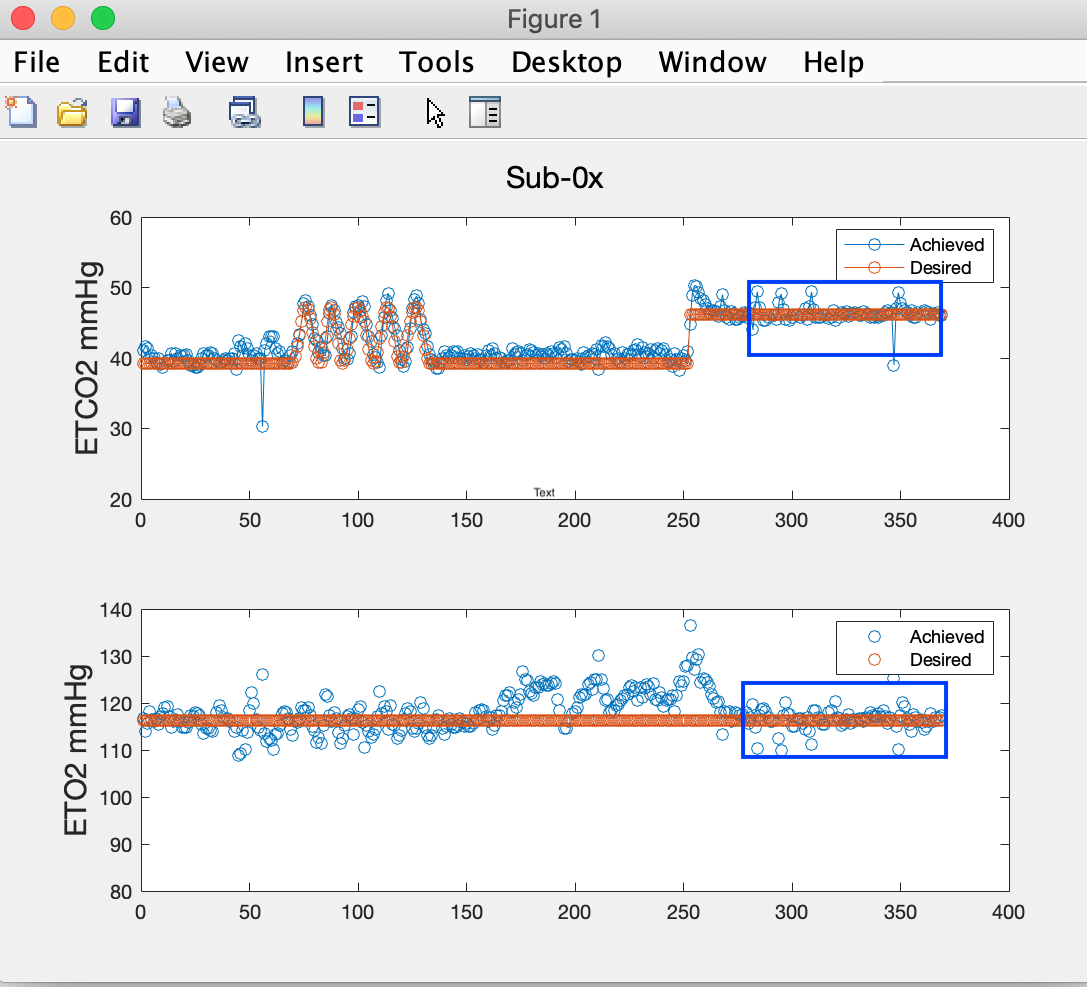 Figure 1
File Edit View Insert Tools Desktop Window Help
Sub-0x
60
50
40
30
20
ETCO2 mmHg
Achieved
Desired
Text
0 50 100 150 200 250 300 350 400
140
130
120
110
100
90
80
ETO2 mmHg
Achieved
Desired
0 50 100 150 200 250 300 350 400